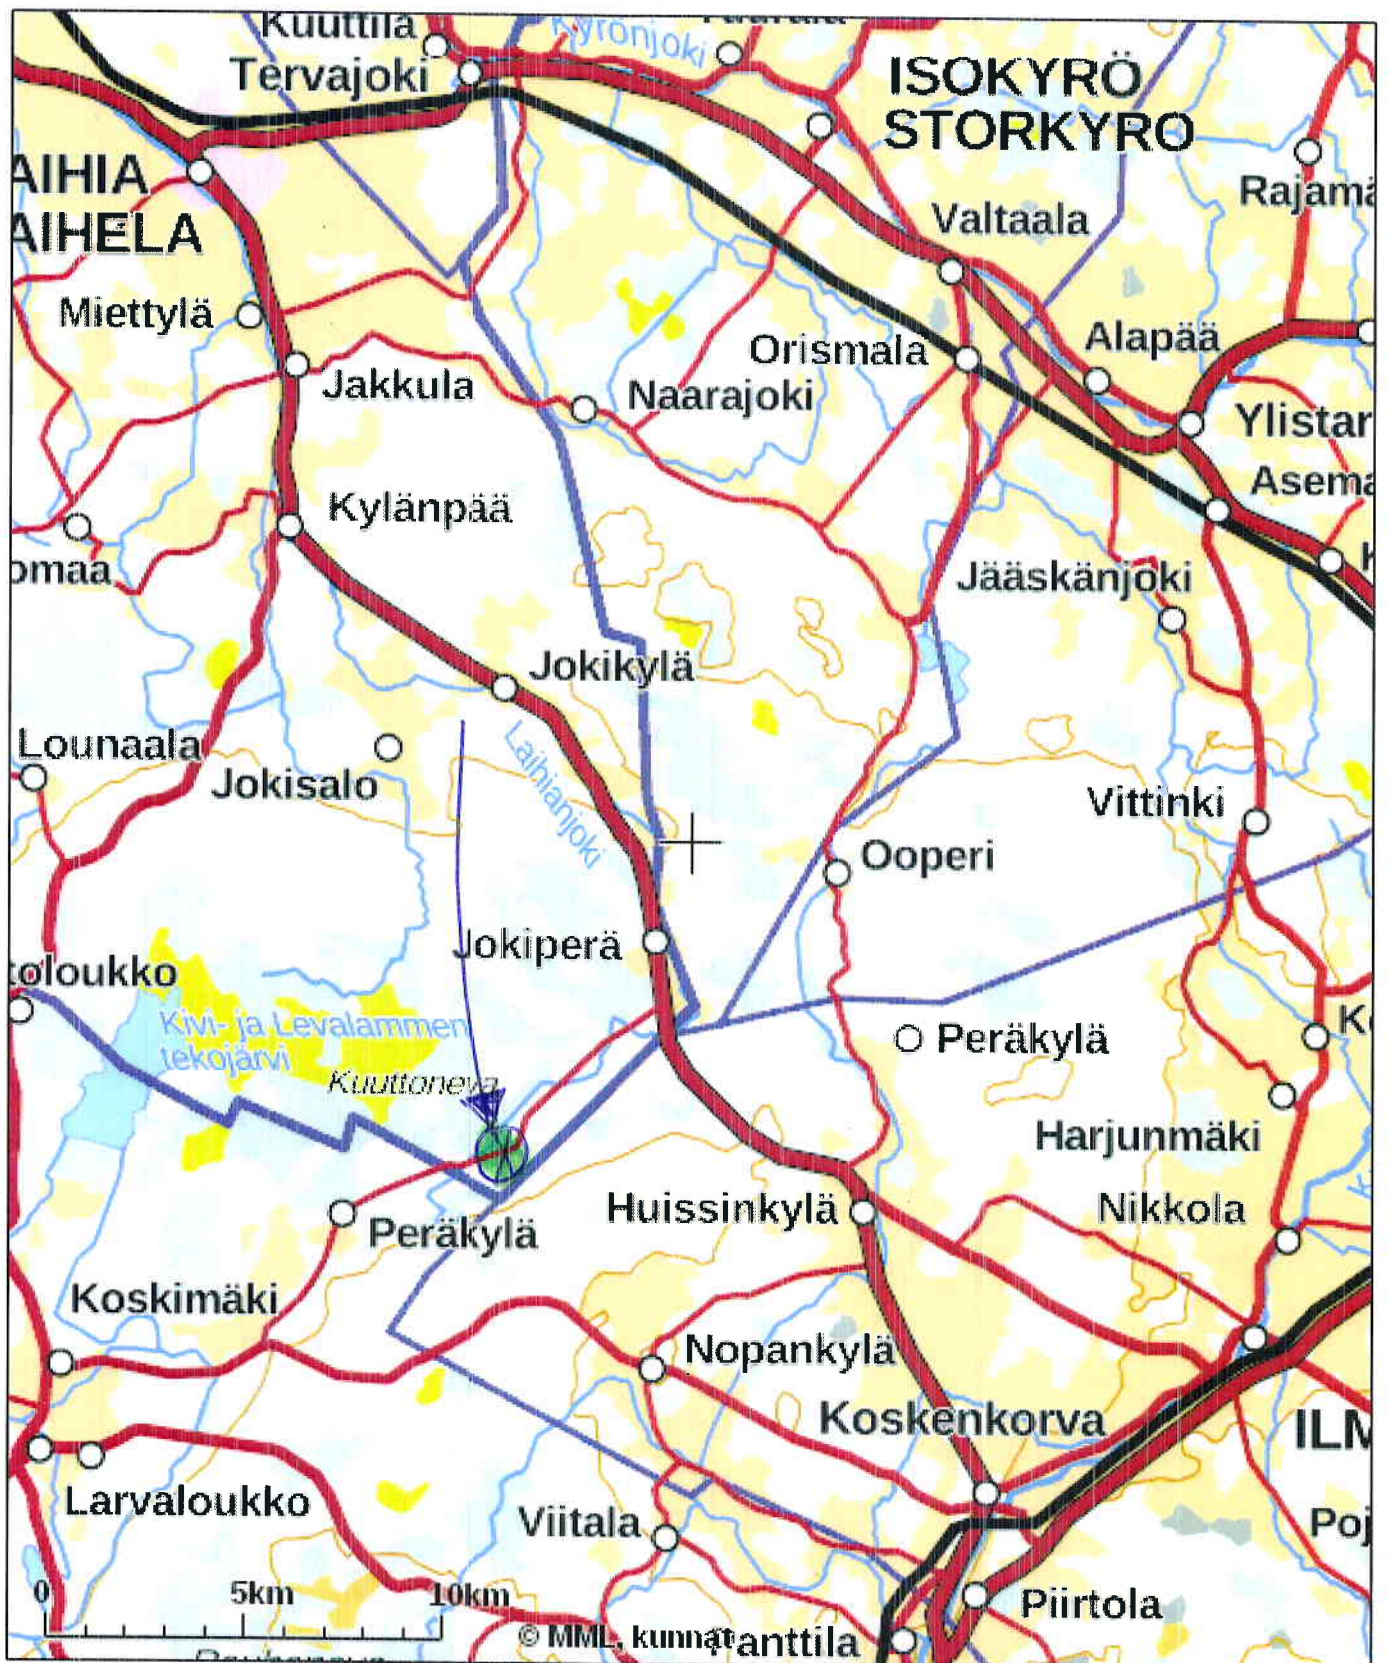 Kuuttila
Kyrönjoki
Tervajoki
ISOKYRÖ
STORKYRO
AIHIA
AIHELA
Rajamä
Valtaala
Miettylä
Orismala
Alapää
Jakkula
Naarajoki
Ylistar
Asema
Kylänpää
omaa
Jääskänjoki
K
Jokikylä
Lounaala
Laihianjoki
Jokisalo
Vittinki
Ooperi
Jokiperä
toloukko
Kivi- ja Levalammen
tekojärvi
Peräkylä
Ko
Kuuttoneva
Harjunmäki
Huissinkylä
Nikkola
Peräkylä
Koskimäki
Nopankylä
Koskenkorva
ILM
Larvaloukko
Viitala
Poj
0 5km 10km
Piirtola
© MML, kunnat
anttila